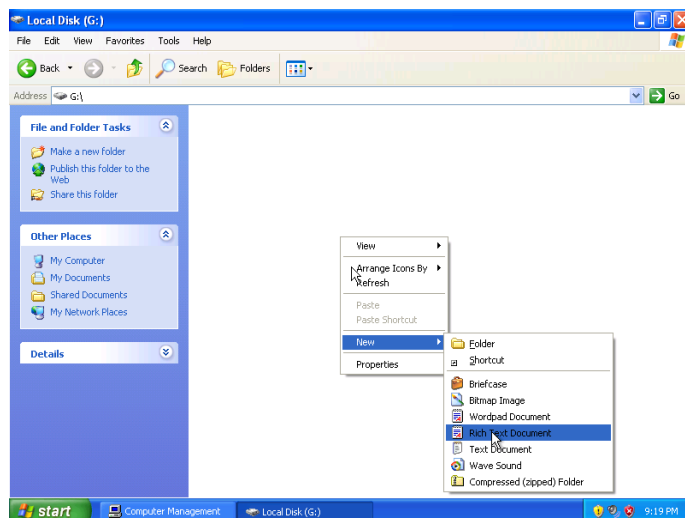 Local Disk (G:)
File Edit View Favorites Tools Help
Back Search Folders
Address G:\ Go
File and Folder Tasks
Make a new folder
Publish this folder to the
Web
Share this folder
Other Places
My Computer
My Documents
Shared Documents
My Network Places
Details
View
Arrange Icons By
Refresh
Paste
Paste Shortcut
New
Properties
Folder
Shortcut
Briefcase
Bitmap Image
Wordpad Document
Rich Text Document
Text Document
Wave Sound
Compressed (zipped) Folder
start Computer Management Local Disk (G:) 9:19 PM